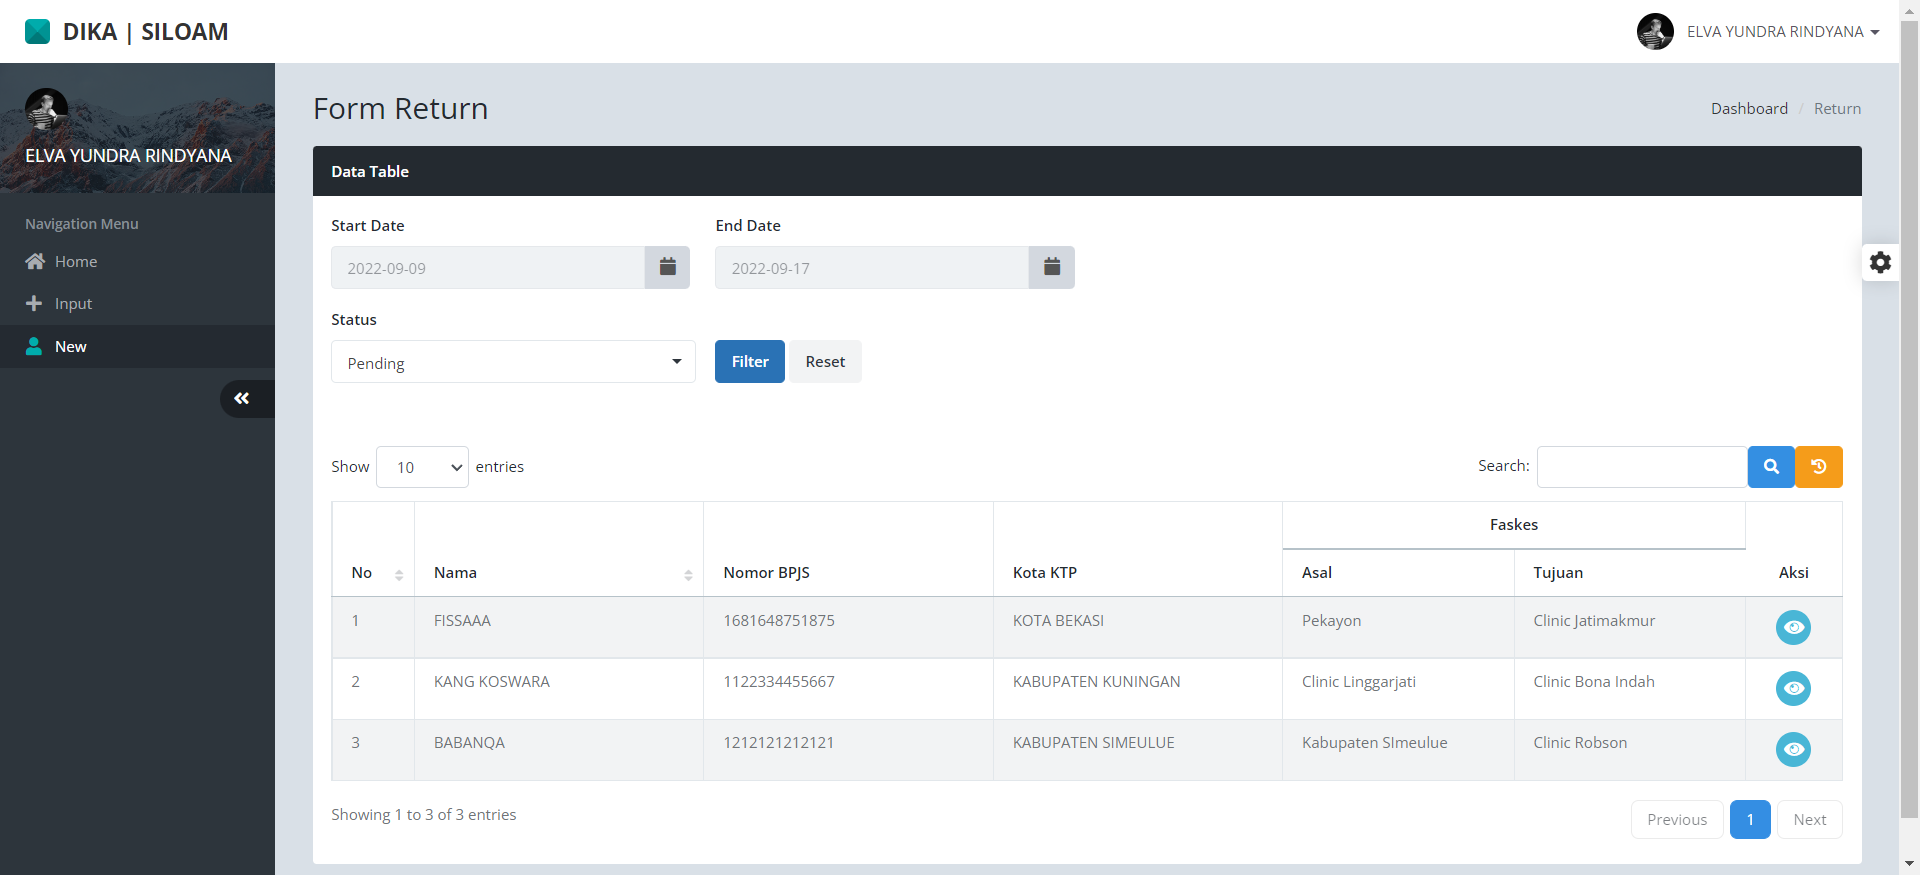 DIKA | SILOAM
ELVA YUNDRA RINDYANA
ELVA YUNDRA RINDYANA
Navigation Menu
Home
Input
New
Form Return
Dashboard / Return
Data Table
Start Date End Date
2022-09-09 2022-09-17
Status
Pending Filter Reset
Show 10 entries Search:
Faskes
No Nama Nomor BPJS Kota KTP Asal Tujuan Aksi
1 FISSAAA 1681648751875 KOTA BEKASI Pekayon Clinic Jatimakmur
2 KANG KOSWARA 1122334455667 KABUPATEN KUNINGAN Clinic Linggarjati Clinic Bona Indah
3 BABANQA 1212121212121 KABUPATEN SIMEULUE Kabupaten SImeulue Clinic Robson
Showing 1 to 3 of 3 entries Previous 1 Next